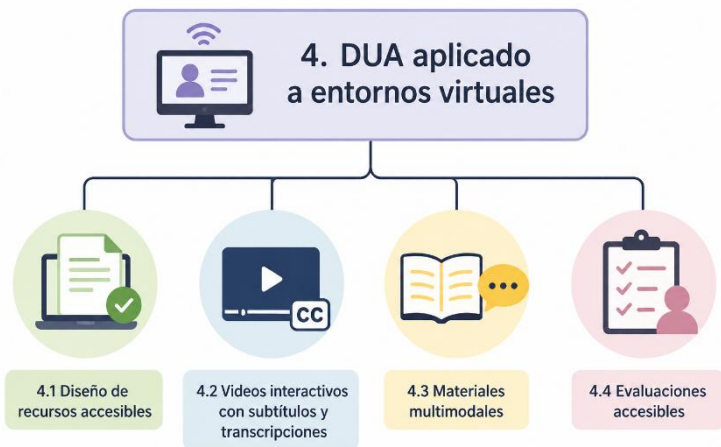 4. DUA aplicado
a entornos virtuales
CC
4.1 Diseño de
recursos accesibles
4.2 Videos interactivos
con subtítulos y
transcripciones
4.3 Materiales
multimodales
4.4 Evaluaciones
accesibles